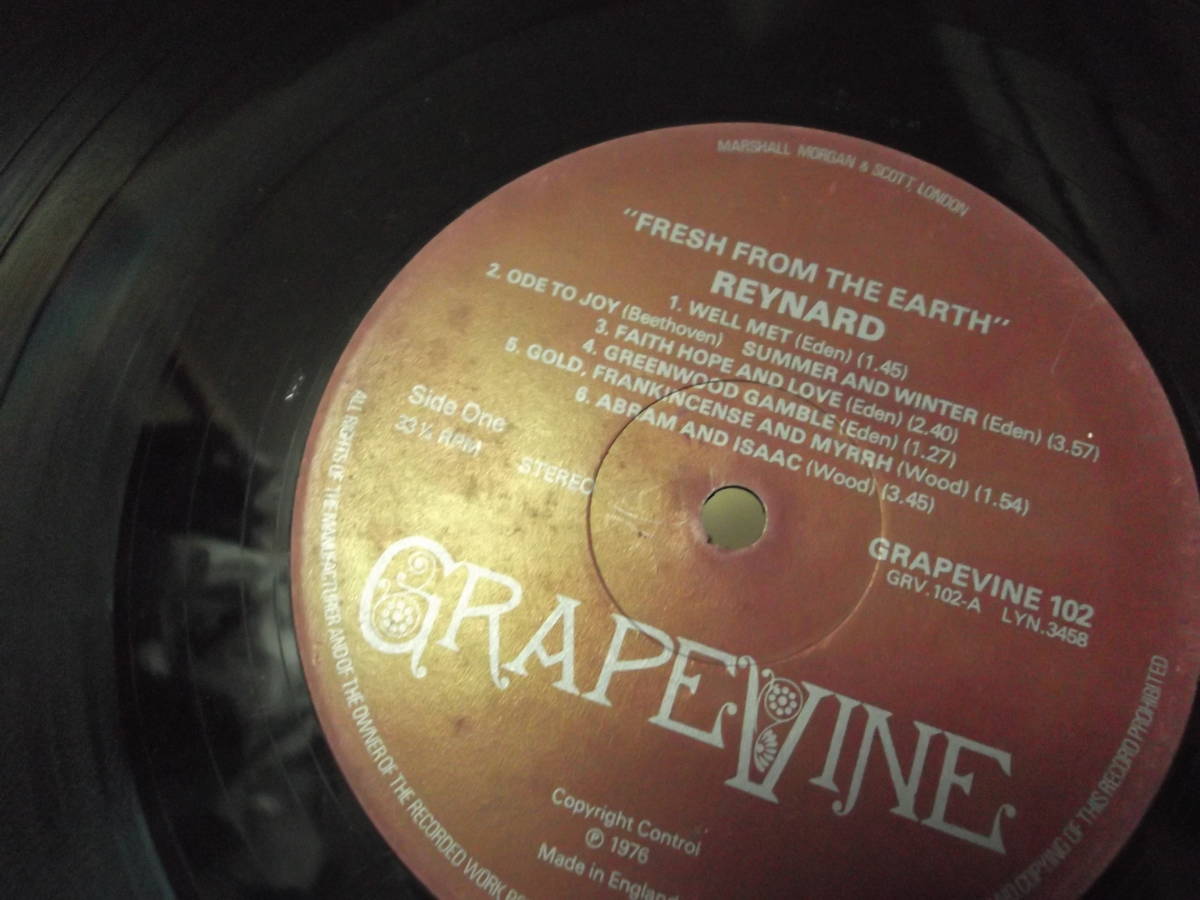 MARSHALL MORGAN & SCOTT, LONDON
"FRESH FROM THE EARTH"
REYNARD
1. WELL MET (Eden) (1.45)
2. ODE TO JOY (Beethoven) SUMMER AND WINTER (Eden) (3.57)
3. FAITH HOPE AND LOVE (Eden) (2.40)
4. GREENWOOD GAMBLE (Eden) (1.27)
5. GOLD, FRANKINCENSE AND MYRRH (Wood) (1.54)
6. ABRAM AND ISAAC (Wood) (3.45)
Side One
33⅓ RPM STEREO
GRAPEVINE 102
GRV.102-A LYN.3458
GRAPEVINE
Copyright Control
℗ 1976
Made in England
ALL RIGHTS OF THE MANUFACTURER AND OF THE OWNER OF THE RECORDED WORK
COPYING OF THIS RECORD PROHIBITED